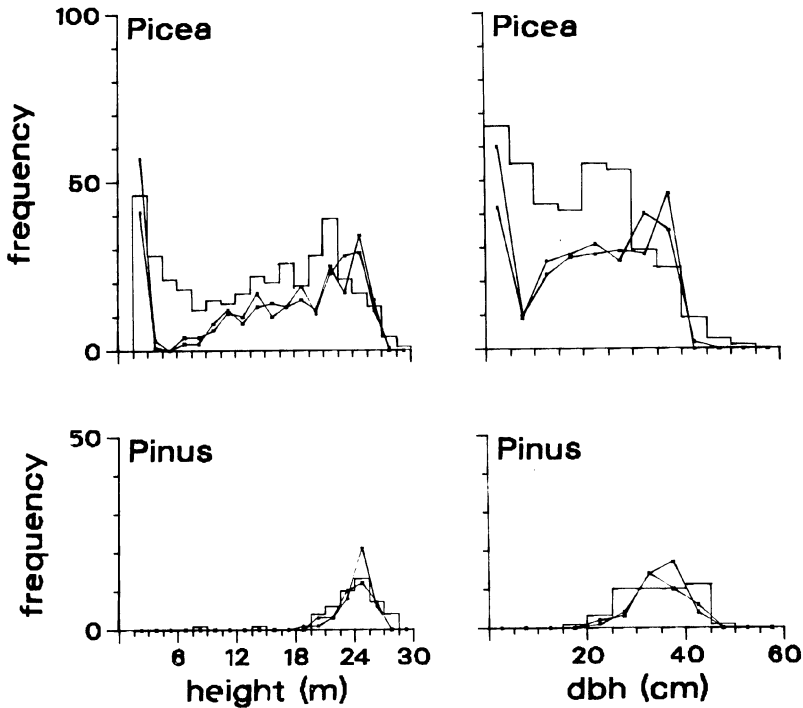 100
Picea
Picea
frequency
50
0
50
Pinus
Pinus
frequency
0
6 12 18 24 30
20 40 60
height (m)
dbh (cm)